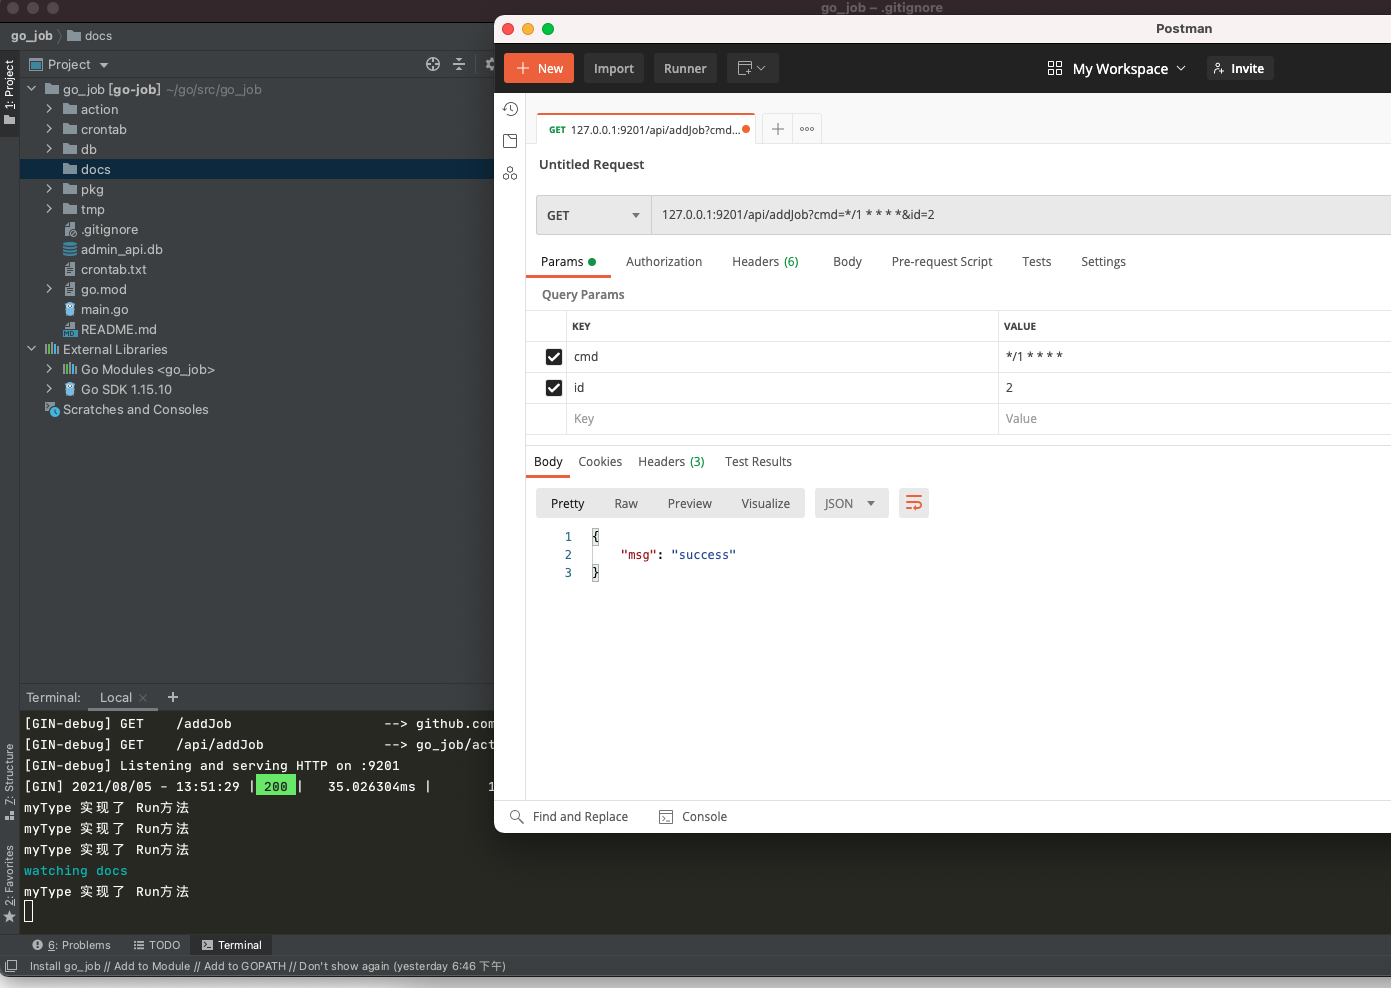 go_job – .gitignore
go_job
docs
Project
1: Project
go_job [go-job] ~/go/src/go_job
action
crontab
db
docs
pkg
tmp
.gitignore
admin_api.db
crontab.txt
go.mod
main.go
README.md
External Libraries
Go Modules <go_job>
Go SDK 1.15.10
Scratches and Consoles
Postman
New
Import
Runner
My Workspace
Invite
GET 127.0.0.1:9201/api/addJob?cmd...
Untitled Request
GET
127.0.0.1:9201/api/addJob?cmd=*/1 * * * *&id=2
Params
Authorization
Headers (6)
Body
Pre-request Script
Tests
Settings
Query Params
KEY
VALUE
cmd
*/1 * * * *
id
2
Key
Value
Body
Cookies
Headers (3)
Test Results
Pretty
Raw
Preview
Visualize
JSON
1 {
2 "msg": "success"
3 }
Find and Replace
Console
Terminal:
Local
[GIN-debug] GET /addJob --> github.com
[GIN-debug] GET /api/addJob --> go_job/act
[GIN-debug] Listening and serving HTTP on :9201
[GIN] 2021/08/05 - 13:51:29 | 200 | 35.026304ms | 1
myType 实现了 Run方法
myType 实现了 Run方法
myType 实现了 Run方法
watching docs
myType 实现了 Run方法
Z: Structure
2: Favorites
6: Problems
TODO
Terminal
Install go_job // Add to Module // Add to GOPATH // Don't show again (yesterday 6:46 下午)